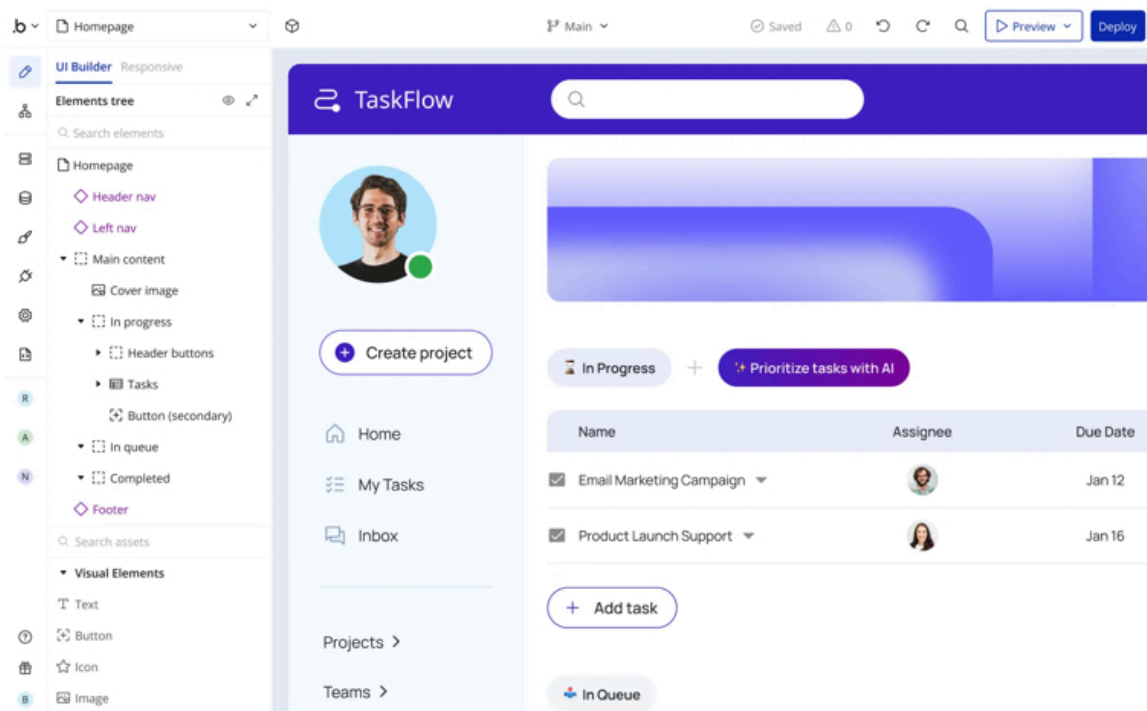 .b
Homepage
Main
Saved
0
Preview
Deploy
UI Builder Responsive
Elements tree
Search elements
Homepage
Header nav
Left nav
Main content
Cover image
In progress
Header buttons
Tasks
Button (secondary)
In queue
Completed
Footer
Search assets
Visual Elements
T Text
Button
Icon
Image
R
A
N
B
TaskFlow
Create project
Home
My Tasks
Inbox
Projects
Teams
In Progress
Prioritize tasks with AI
Name Assignee Due Date
Email Marketing Campaign Jan 12
Product Launch Support Jan 16
+ Add task
In Queue